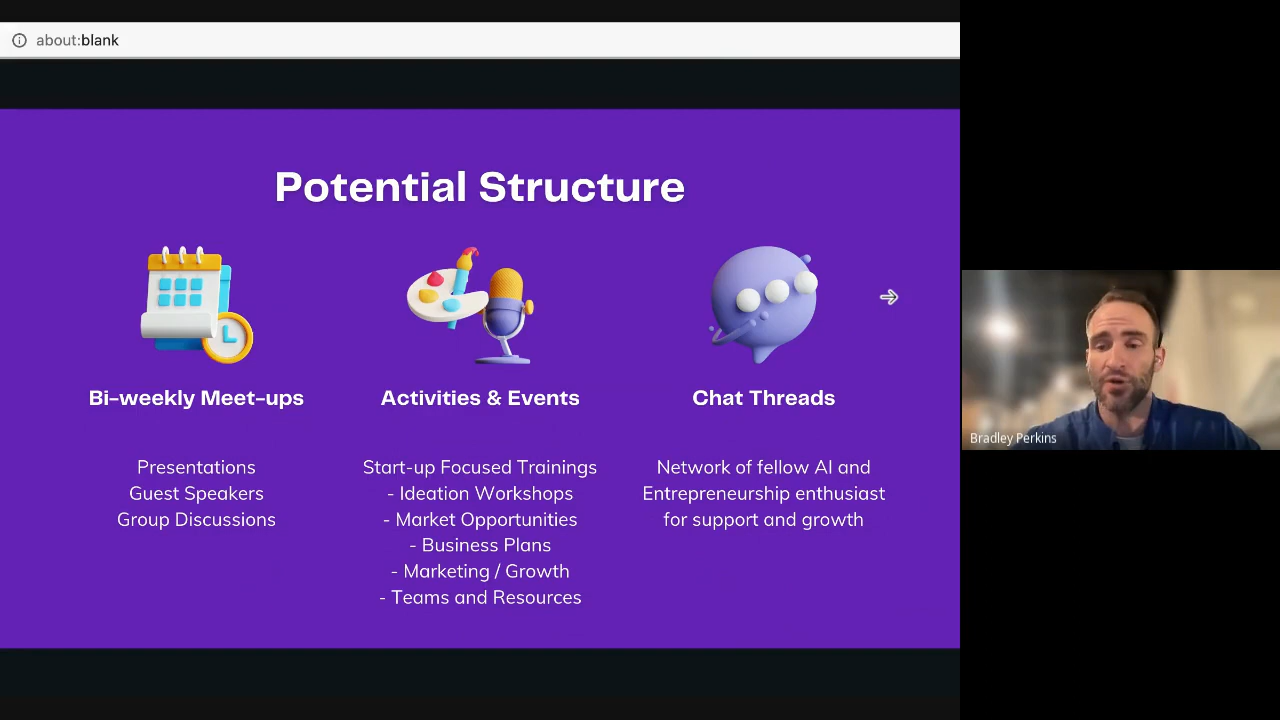 about:blank
Potential Structure
Bi-weekly Meet-ups
Presentations
Guest Speakers
Group Discussions
Activities & Events
Start-up Focused Trainings
- Ideation Workshops
- Market Opportunities
- Business Plans
- Marketing / Growth
- Teams and Resources
Chat Threads
Network of fellow AI and
Entrepreneurship enthusiast
for support and growth
Bradley Perkins